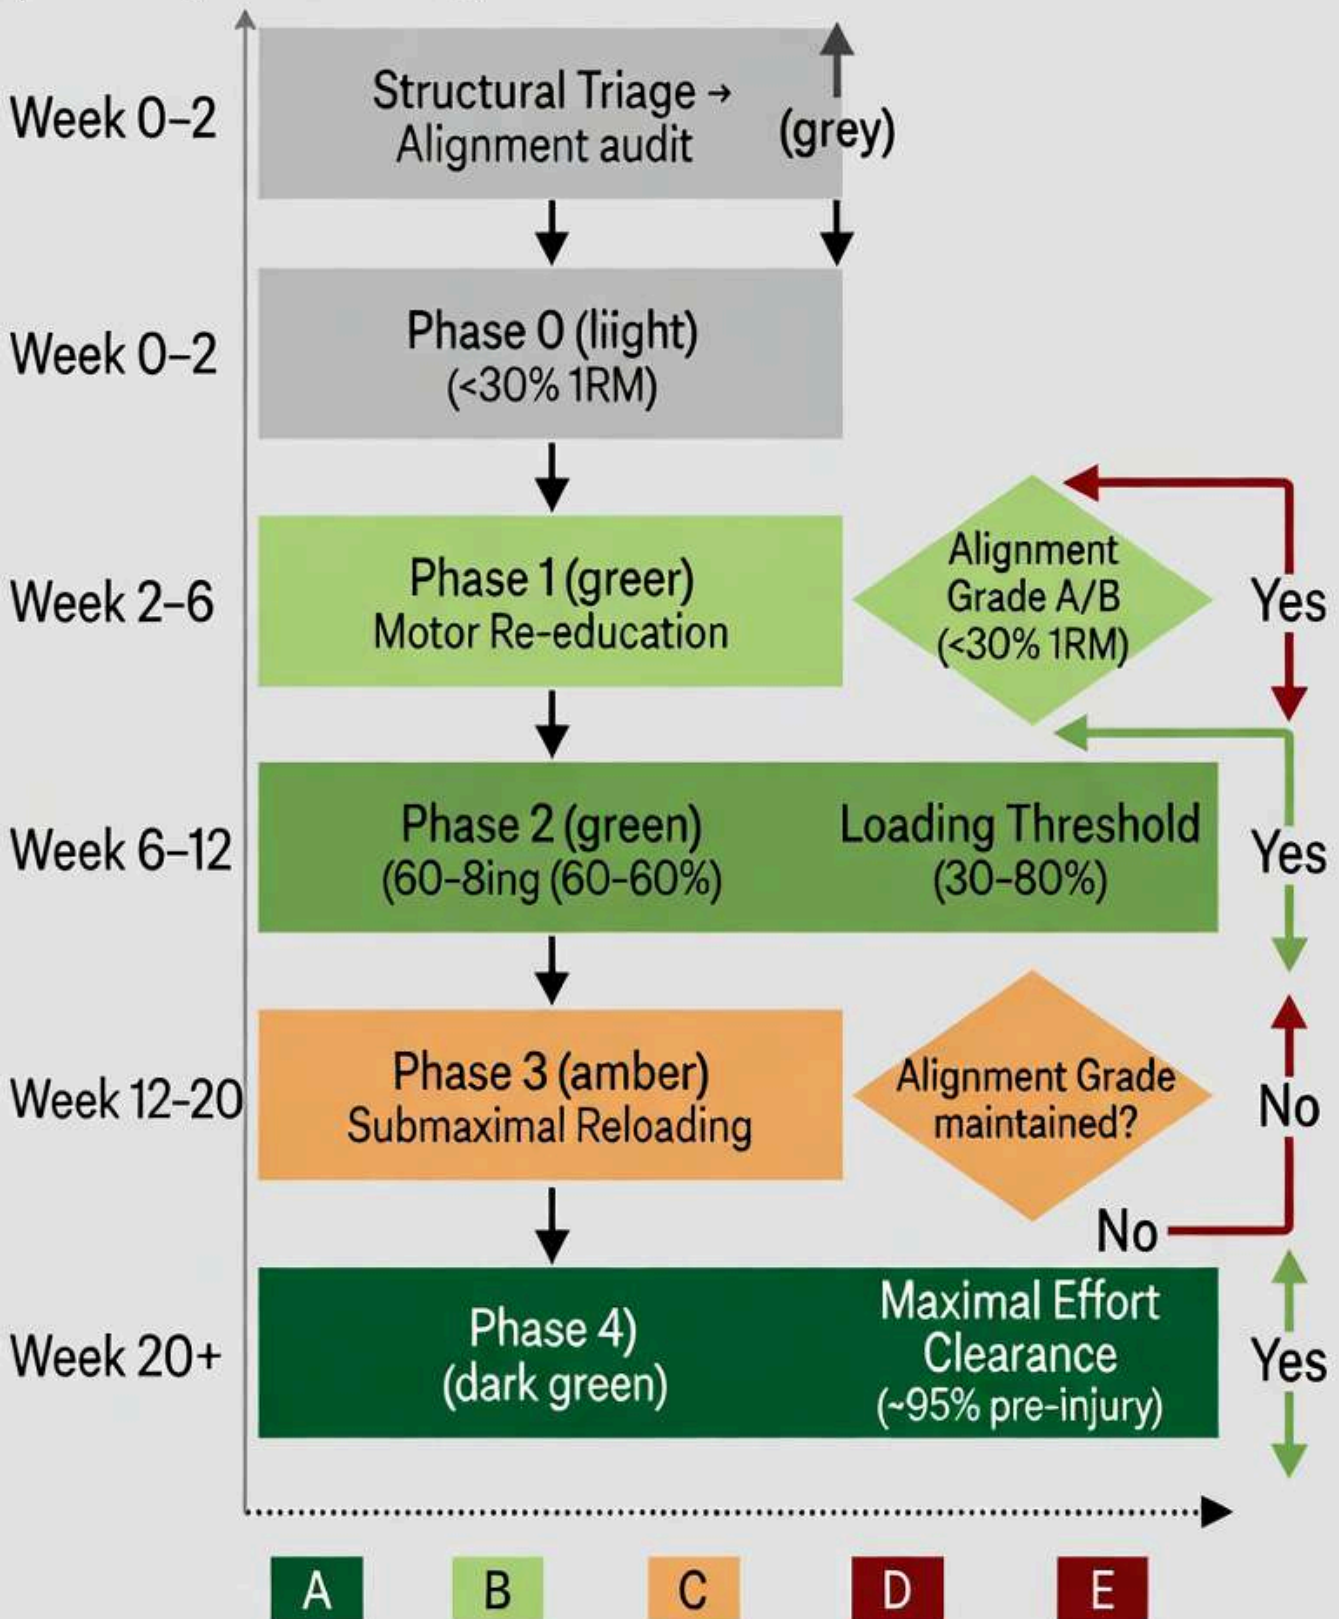 Week 0–2
Structural Triage →
Alignment audit
(grey)
Week 0–2
Phase 0 (liight)
(<30% 1RM)
Week 2–6
Phase 1 (greer)
Motor Re-education
Alignment
Grade A/B
(<30% 1RM)
Yes
Week 6–12
Phase 2 (green)
(60–8ing (60–60%)
Loading Threshold
(30–80%)
Yes
Week 12–20
Phase 3 (amber)
Submaximal Reloading
Alignment Grade
maintained?
No
No
Week 20+
Phase 4)
(dark green)
Maximal Effort
Clearance
(~95% pre-injury)
Yes
A
B
C
D
E